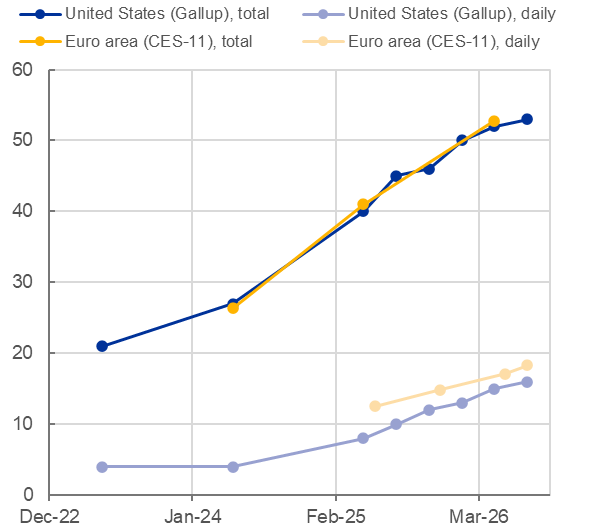 United States (Gallup), total United States (Gallup), daily
Euro area (CES-11), total Euro area (CES-11), daily
60
50
40
30
20
10
0
Dec-22 Jan-24 Feb-25 Mar-26